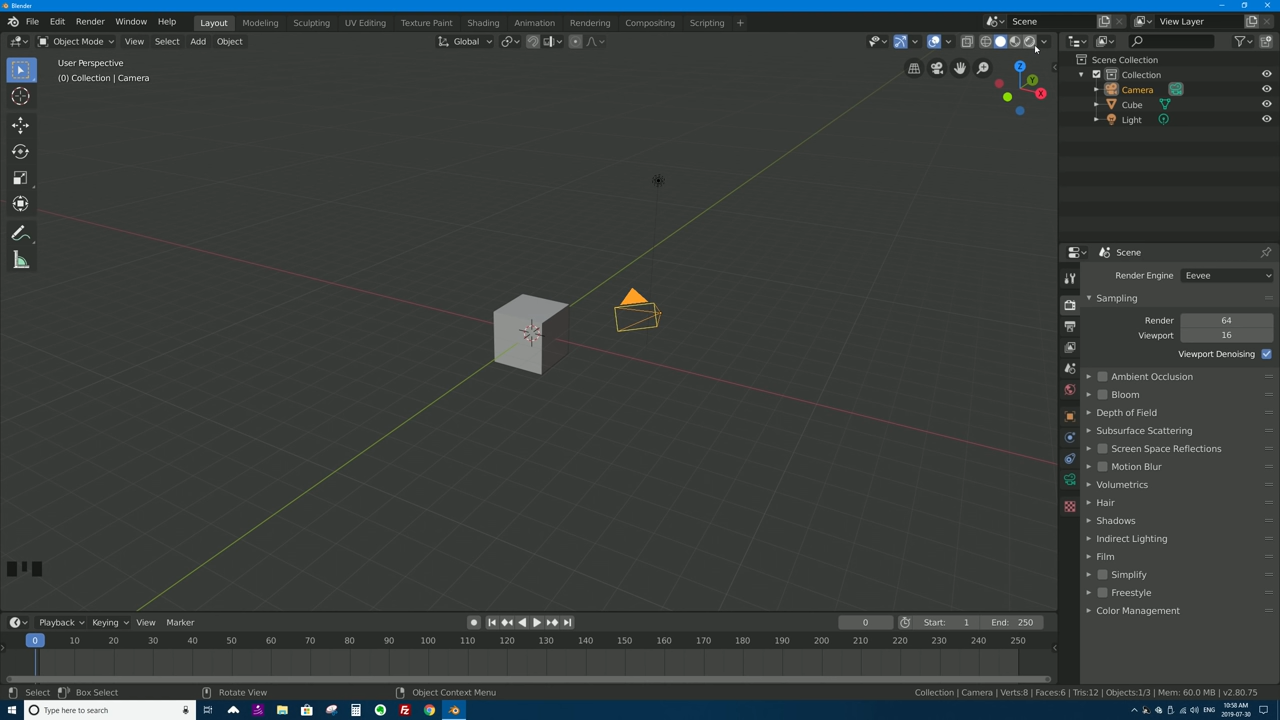 Blender
File Edit Render Window Help Layout Modeling Sculpting UV Editing Texture Paint Shading Animation Rendering Compositing Scripting + Scene View Layer
Object Mode View Select Add Object Global
User Perspective
(0) Collection | Camera
Z
Y
X
Scene Collection
Collection
Camera
Cube
Light
Scene
Render Engine Eevee
Sampling
Render 64
Viewport 16
Viewport Denoising
Ambient Occlusion
Bloom
Depth of Field
Subsurface Scattering
Screen Space Reflections
Motion Blur
Volumetrics
Hair
Shadows
Indirect Lighting
Film
Simplify
Freestyle
Color Management
Playback Keying View Marker 0 Start: 1 End: 250
0 10 20 30 40 50 60 70 80 90 100 110 120 130 140 150 160 170 180 190 200 210 220 230 240 250
Select Box Select Rotate View Object Context Menu Collection | Camera | Verts:8 | Faces:6 | Tris:12 | Objects:1/3 | Mem: 60.0 MB | v2.80.75
Type here to search ENG 10:58 AM
2019-07-30